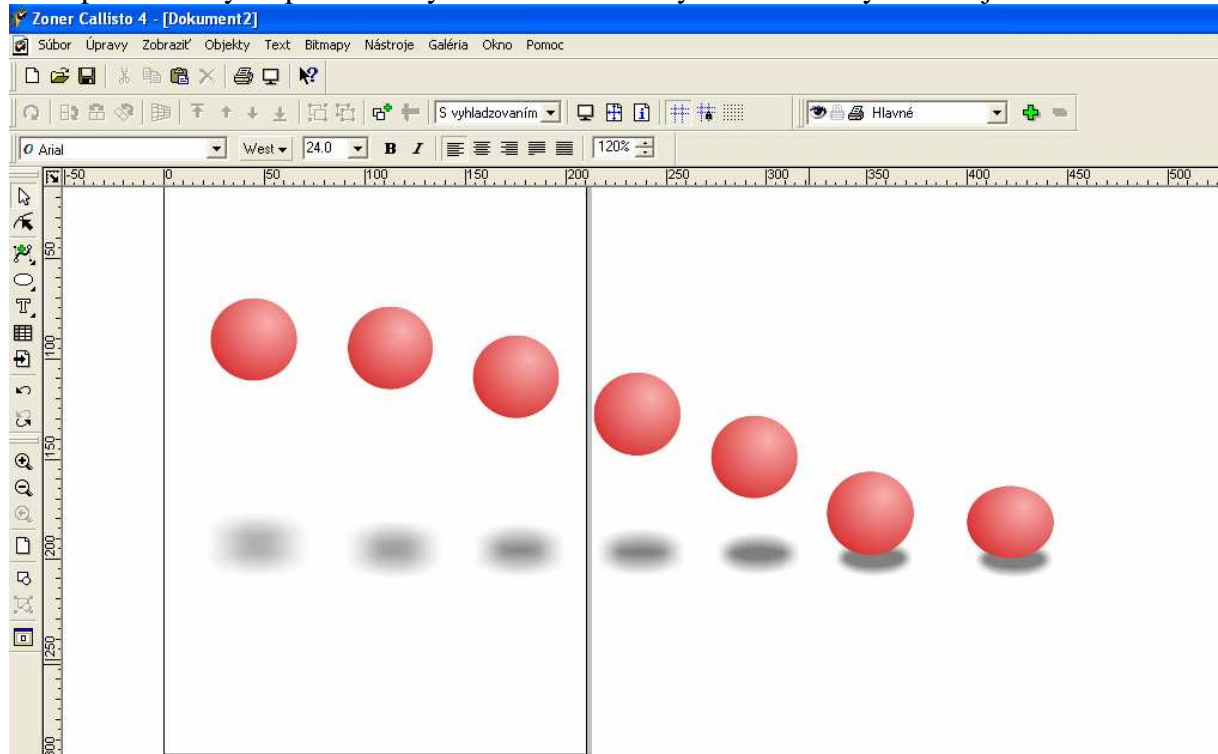 Zoner Callisto 4 - [Dokument2]
Súbor Úpravy Zobraziť Objekty Text Bitmapy Nástroje Galéria Okno Pomoc
S vyhladzovaním Hlavné
Arial West 24.0 B I 120%
-50 0 50 100 150 200 250 300 350 400 450 500
50
100
150
200
250
300